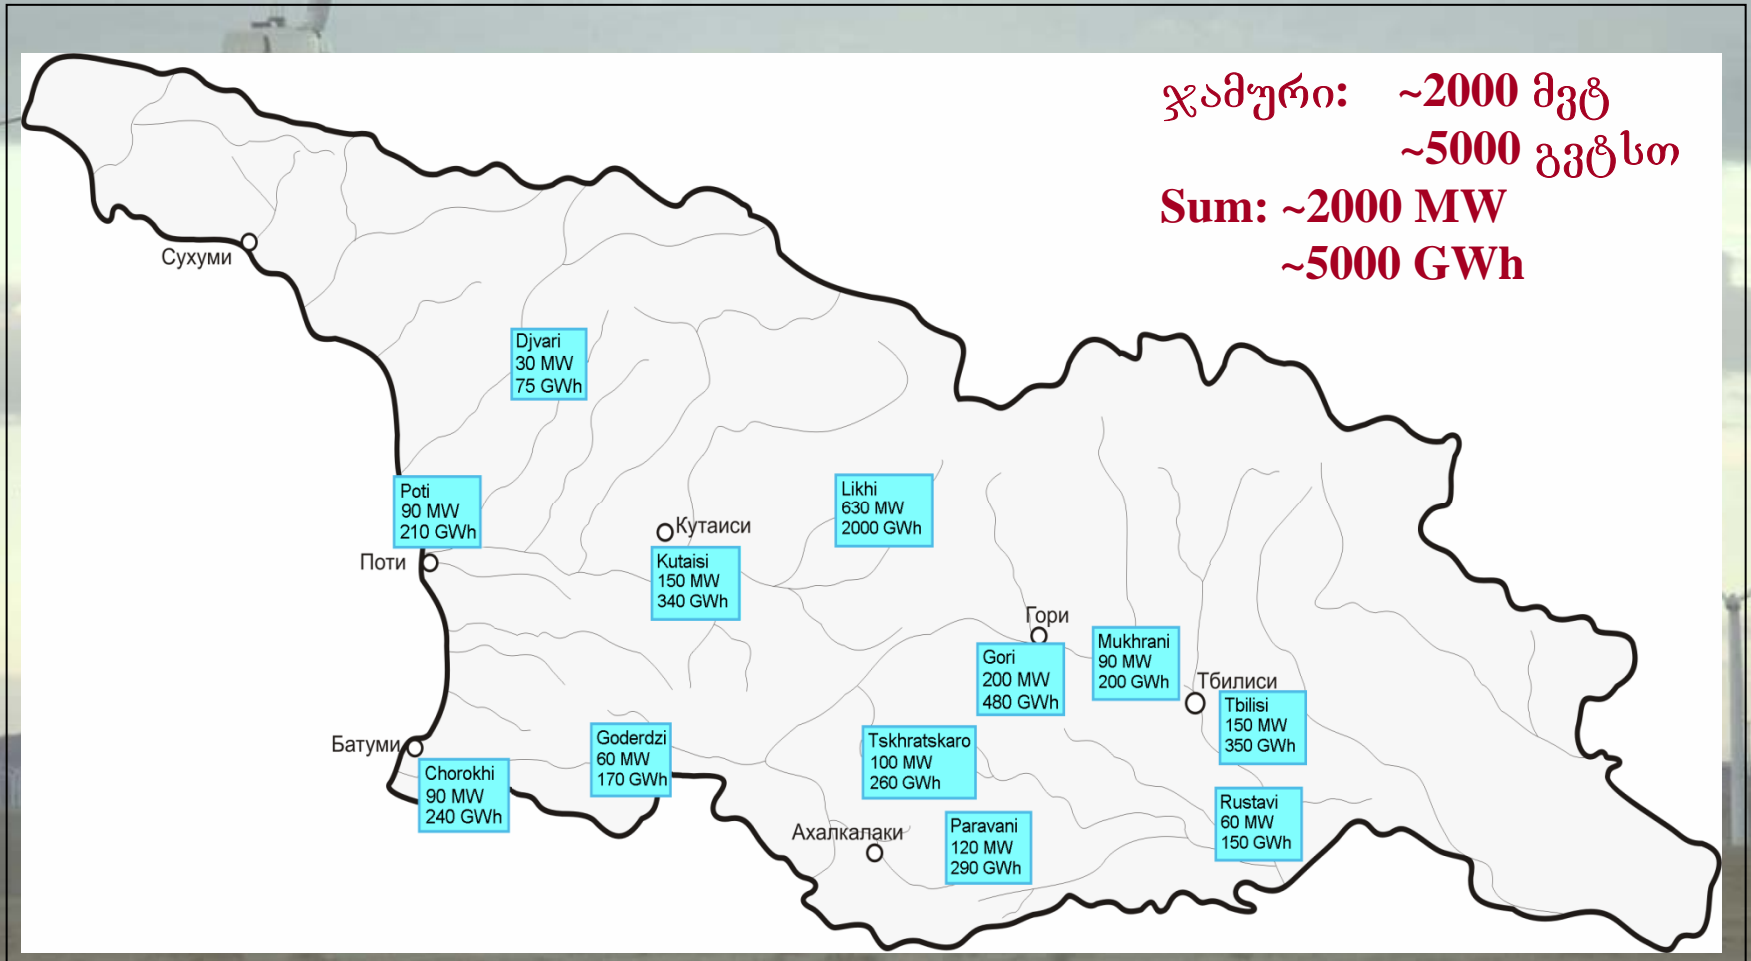 ჯამური: ~2000 მვტ
~5000 გვტსთ
Sum: ~2000 MW
~5000 GWh
Сухуми
Djvari
30 MW
75 GWh
Poti
90 MW
210 GWh
Поти
Кутаиси
Kutaisi
150 MW
340 GWh
Likhi
630 MW
2000 GWh
Гори
Gori
200 MW
480 GWh
Mukhrani
90 MW
200 GWh
Тбилиси
Tbilisi
150 MW
350 GWh
Батуми
Chorokhi
90 MW
240 GWh
Goderdzi
60 MW
170 GWh
Tskhratskaro
100 MW
260 GWh
Ахалкалаки
Paravani
120 MW
290 GWh
Rustavi
60 MW
150 GWh